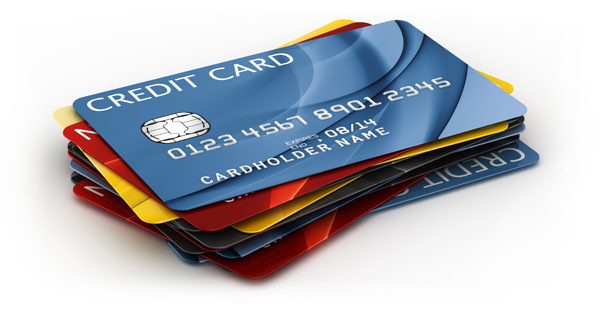 CREDIT CARD
0123 4567 8901 2345
EXPIRES END 08/14
CARDHOLDER NAME
CREDIT